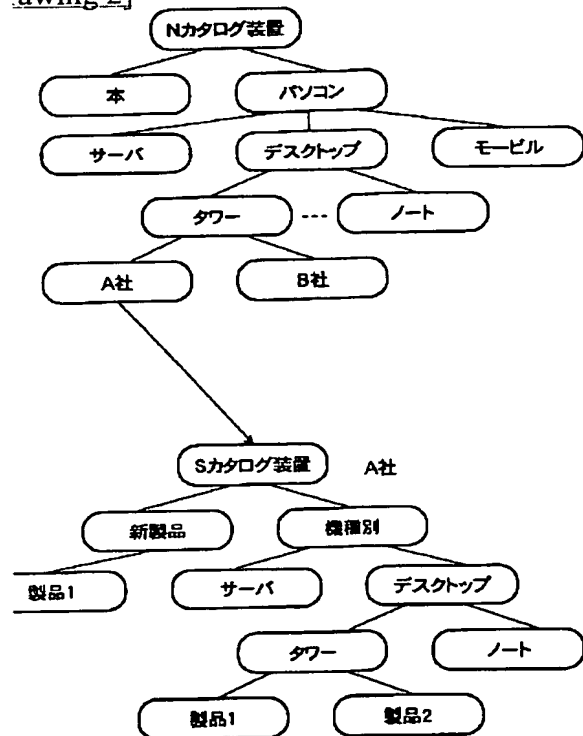 awing 2]
Nカタログ装置
本 パソコン
サーバ デスクトップ モービル
タワー --- ノート
A社 B社
Sカタログ装置 A社
新製品 機種別
製品1 サーバ デスクトップ
タワー ノート
製品1 製品2